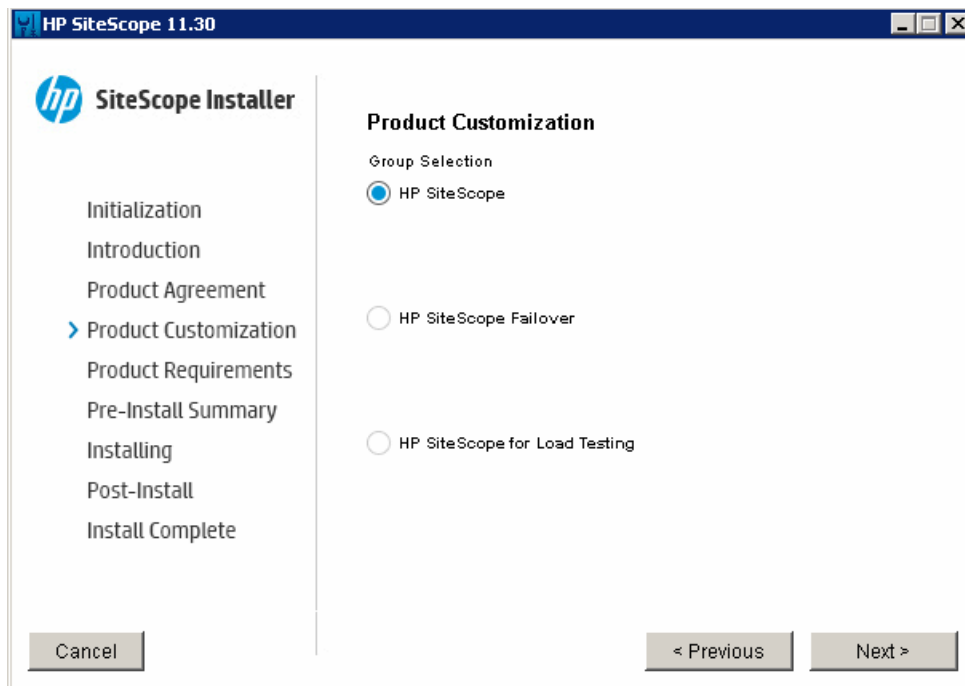 HP SiteScope 11.30
hp SiteScope Installer
Initialization
Introduction
Product Agreement
Product Customization
Product Requirements
Pre-Install Summary
Installing
Post-Install
Install Complete
Product Customization
Group Selection
HP SiteScope
HP SiteScope Failover
HP SiteScope for Load Testing
Cancel
< Previous
Next >